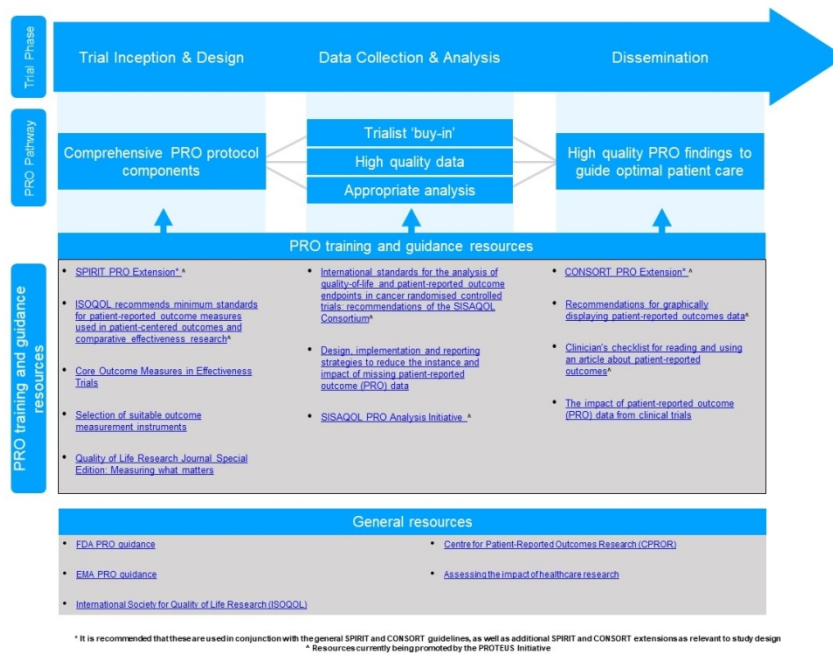 Trial Phase
Trial Inception & Design
Data Collection & Analysis
Dissemination
PRO Pathway
Comprehensive PRO protocol
components
Trialist 'buy-in'
High quality data
Appropriate analysis
High quality PRO findings to
guide optimal patient care
PRO training and guidance resources
PRO training and guidance
resources
• SPIRIT PRO Extension* ^
• ISOQOL recommends minimum standards
for patient-reported outcome measures
used in patient-centered outcomes and
comparative effectiveness research^
• Core Outcome Measures in Effectiveness
Trials
• Selection of suitable outcome
measurement instruments
• Quality of Life Research Journal Special
Edition: Measuring what matters
• International standards for the analysis of
quality-of-life and patient-reported outcome
endpoints in cancer randomised controlled
trials: recommendations of the SISAQOL
Consortium^
• Design, implementation and reporting
strategies to reduce the instance and
impact of missing patient-reported
outcome (PRO) data
• SISAQOL PRO Analysis Initiative ^
• CONSORT PRO Extension* ^
• Recommendations for graphically
displaying patient-reported outcomes data^
• Clinician's checklist for reading and using
an article about patient-reported
outcomes^
• The impact of patient-reported outcome
(PRO) data from clinical trials
General resources
• FDA PRO guidance
• EMA PRO guidance
• International Society for Quality of Life Research (ISOQOL)
• Centre for Patient-Reported Outcomes Research (CPROR)
• Assessing the impact of healthcare research
* It is recommended that these are used in conjunction with the general SPIRIT and CONSORT guidelines, as well as additional SPIRIT and CONSORT extensions as relevant to study design
^ Resources currently being promoted by the PROTEUS Initiative